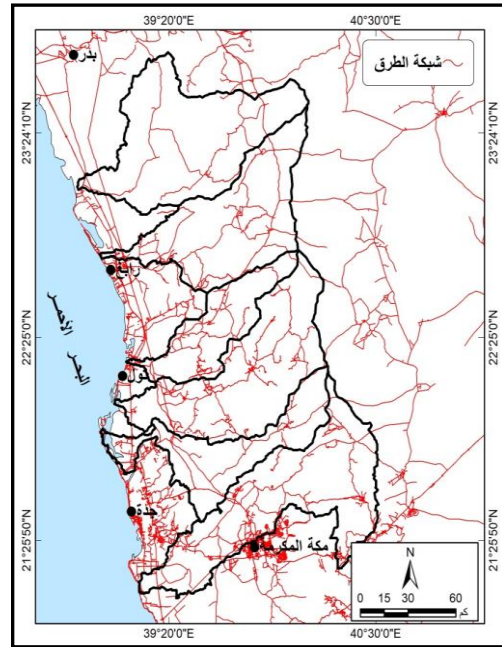 39°20'0"E
40°30'0"E
شبكة الطرق
بدر
23°24'10"N
23°24'10"N
رابغ
البحر الأحمر
22°25'0"N
22°25'0"N
ثول
جدة
مكة المكرمة
21°25'50"N
21°25'50"N
N
0 15 30 60
كم
39°20'0"E
40°30'0"E